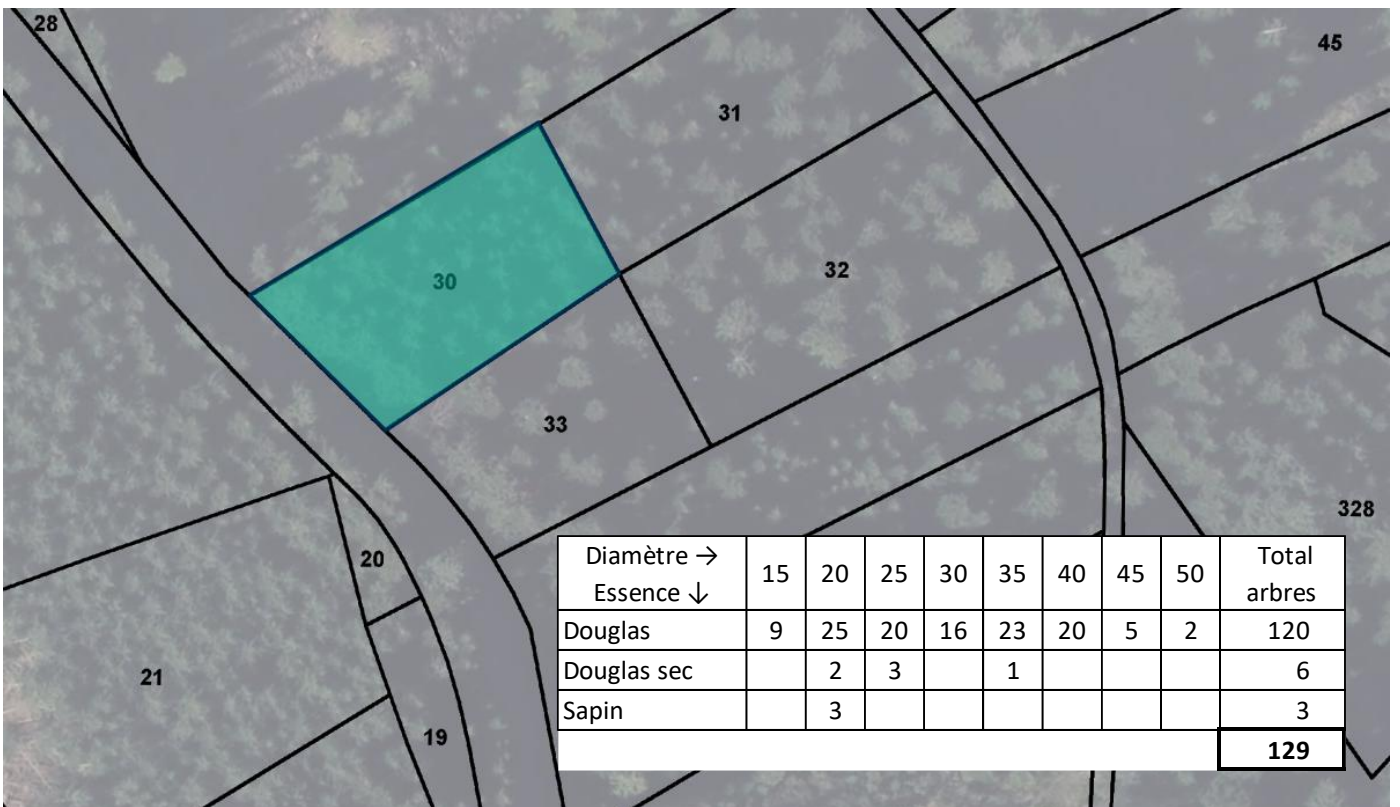 28
45
31
30
32
33
328
20
21
19
Diamètre → 15 20 25 30 35 40 45 50 Total
Essence ↓ arbres
Douglas 9 25 20 16 23 20 5 2 120
Douglas sec 2 3 1 6
Sapin 3 3
129